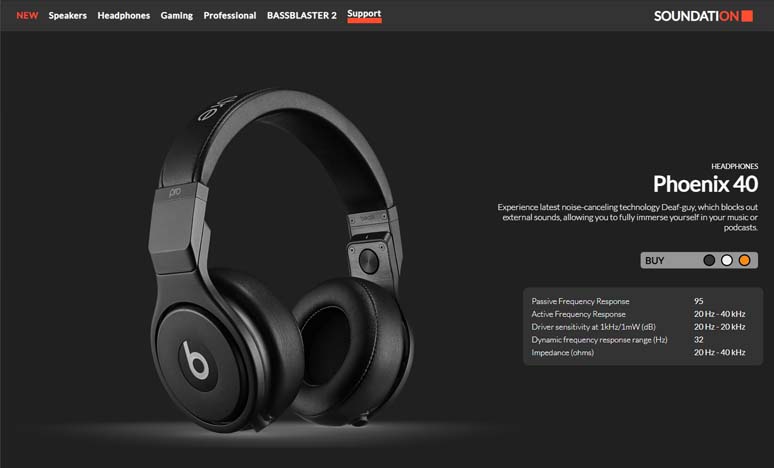 NEW Speakers Headphones Gaming Professional BASSBLASTER 2 Support SOUNDATION
pro
HEADPHONES
Phoenix 40
Experience latest noise-canceling technology Deaf-guy, which blocks out
external sounds, allowing you to fully immerse yourself in your music or
podcasts.
BUY
Passive Frequency Response 95
Active Frequency Response 20 Hz - 40 kHz
Driver sensitivity at 1kHz/1mW (dB) 20 Hz - 20 kHz
Dynamic frequency response range (Hz) 32
Impedance (ohms) 20 Hz - 40 kHz
b